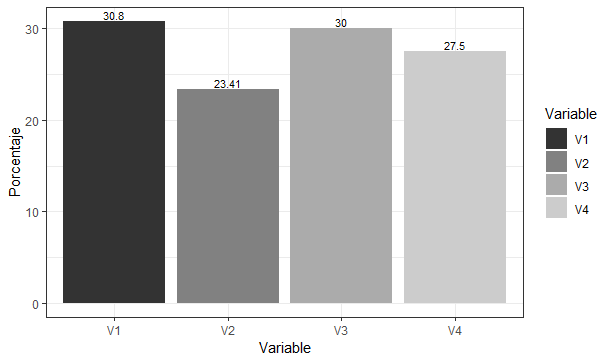 30.8
23.41
30
27.5
Porcentaje
30
20
10
0
V1
V2
V3
V4
Variable
Variable
V1
V2
V3
V4